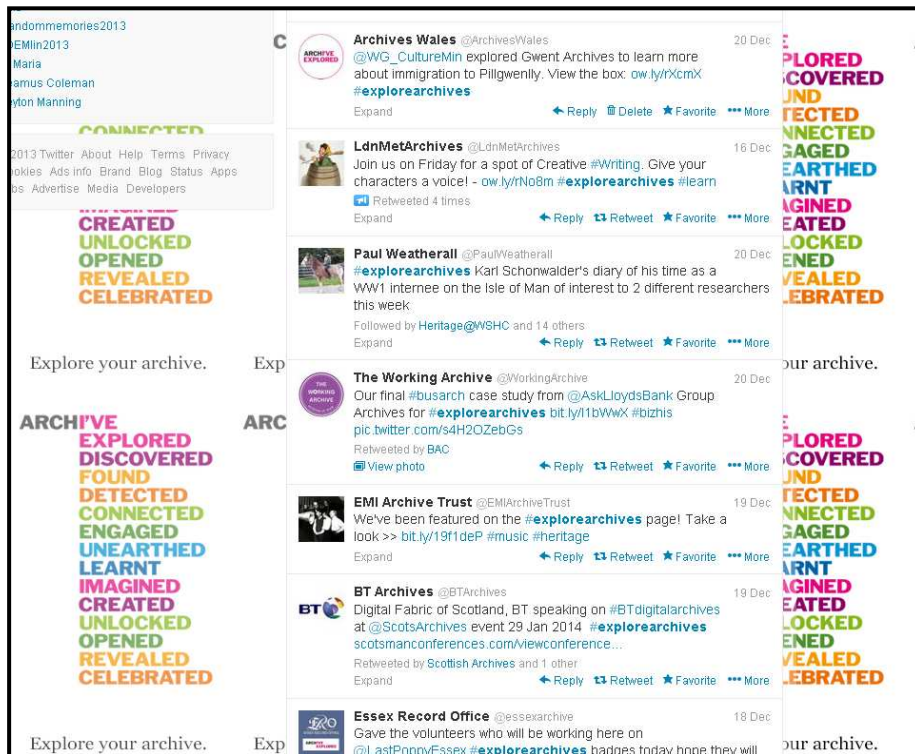 andommemories2013
EMlin2013
Maria
eamus Coleman
eyton Manning
CONNECTED
2013 Twitter About Help Terms Privacy
ookies Ads info Brand Blog Status Apps
bs Advertise Media Developers
IMAGINED
CREATED
UNLOCKED
OPENED
REVEALED
CELEBRATED
Explore your archive.
ARCHI'VE
EXPLORED
DISCOVERED
FOUND
DETECTED
CONNECTED
ENGAGED
UNEARTHED
LEARNT
IMAGINED
CREATED
UNLOCKED
OPENED
REVEALED
CELEBRATED
Explore your archive.
C
Exp
ARC
Exp
ARCHI'VE
EXPLORED
Archives Wales @ArchivesWales 20 Dec
@WG_CultureMin explored Gwent Archives to learn more
about immigration to Pillgwenlly. View the box: ow.ly/rXcmX
#explorearchives
Expand Reply Delete Favorite More
LdnMetArchives @LdnMetArchives 16 Dec
Join us on Friday for a spot of Creative #Writing. Give your
characters a voice! - ow.ly/rNo8m #explorearchives #learn
Retweeted 4 times
Expand Reply Retweet Favorite More
Paul Weatherall @PaulWeatherall 20 Dec
#explorearchives Karl Schonwalder's diary of his time as a
WW1 internee on the Isle of Man of interest to 2 different researchers
this week
Followed by Heritage@WSHC and 14 others
Expand Reply Retweet Favorite More
THE
WORKING
ARCHIVE
The Working Archive @WorkingArchive 20 Dec
Our final #busarch case study from @AskLloydsBank Group
Archives for #explorearchives bit.ly/l1bWwX #bizhis
pic.twitter.com/s4H2OZebGs
Retweeted by BAC
View photo Reply Retweet Favorite More
EMI Archive Trust @EMIArchiveTrust 19 Dec
We've been featured on the #explorearchives page! Take a
look >> bit.ly/19f1deP #music #heritage
Expand Reply Retweet Favorite More
BT
BT Archives @BTArchives 19 Dec
Digital Fabric of Scotland, BT speaking on #BTdigitalarchives
at @ScotsArchives event 29 Jan 2014 #explorearchives
scotsmanconferences.com/viewconference...
Retweeted by Scottish Archives and 1 other
Expand Reply Retweet Favorite More
ERO
Essex Record Office @essexarchive 18 Dec
Gave the volunteers who will be working here on
@LastPoppyEssex #explorearchives badges today hope they will
E
PLORED
SCOVERED
UND
TECTED
NNECTED
GAGED
EARTHED
ARNT
AGINED
EATED
LOCKED
ENED
VEALED
LEBRATED
our archive.
E
PLORED
SCOVERED
UND
TECTED
NNECTED
GAGED
EARTHED
ARNT
AGINED
EATED
LOCKED
ENED
VEALED
LEBRATED
our archive.